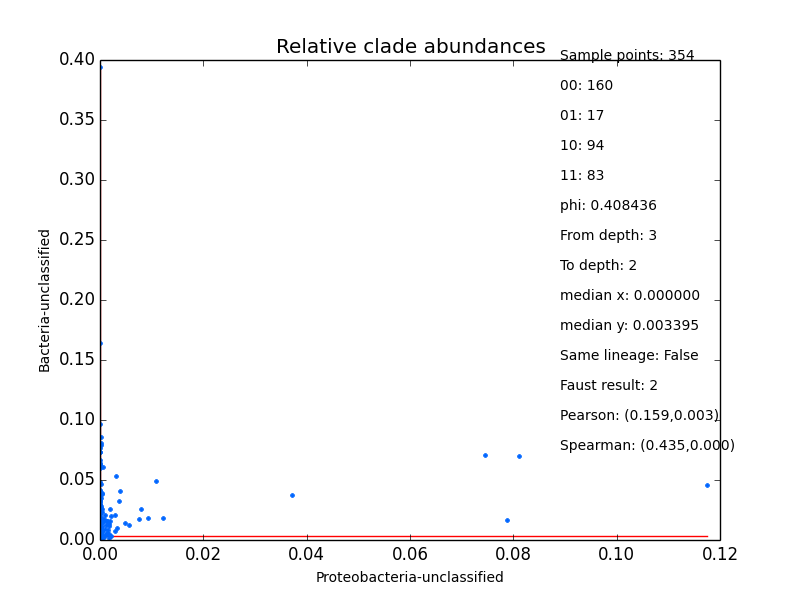 Relative clade abundances
Sample points: 354
00: 160
01: 17
10: 94
11: 83
phi: 0.408436
From depth: 3
To depth: 2
median x: 0.000000
median y: 0.003395
Same lineage: False
Faust result: 2
Pearson: (0.159,0.003)
Spearman: (0.435,0.000)
0.40
0.35
0.30
0.25
0.20
0.15
0.10
0.05
0.00
Bacteria-unclassified
0.00 0.02 0.04 0.06 0.08 0.10 0.12
Proteobacteria-unclassified